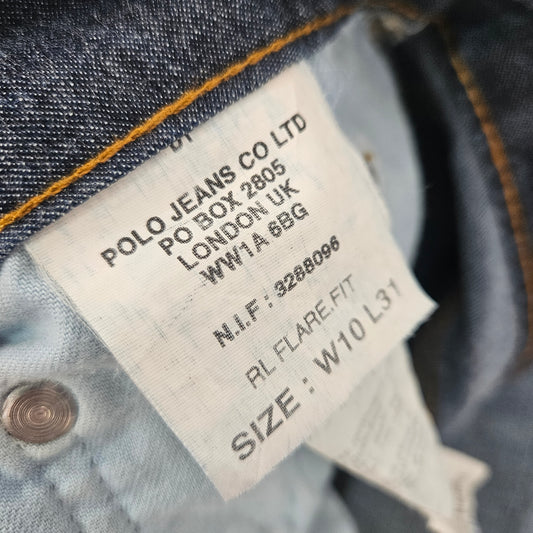 POLO JEANS CO LTD
PO BOX 2805
LONDON UK
WW1A 6BG
N.I.F : 3288096
RL FLARE.FIT
SIZE : W10 L31